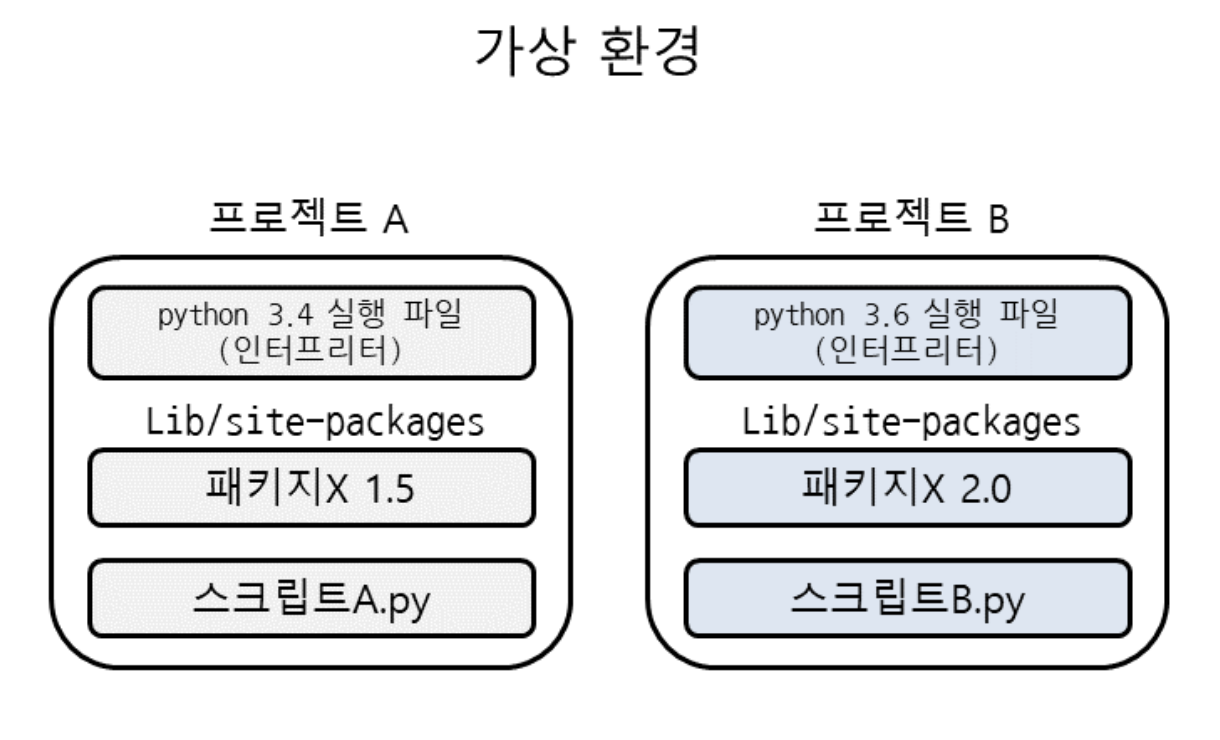 가상 환경
프로젝트 A
python 3.4 실행 파일
(인터프리터)
Lib/site-packages
패키지X 1.5
스크립트A.py
프로젝트 B
python 3.6 실행 파일
(인터프리터)
Lib/site-packages
패키지X 2.0
스크립트B.py